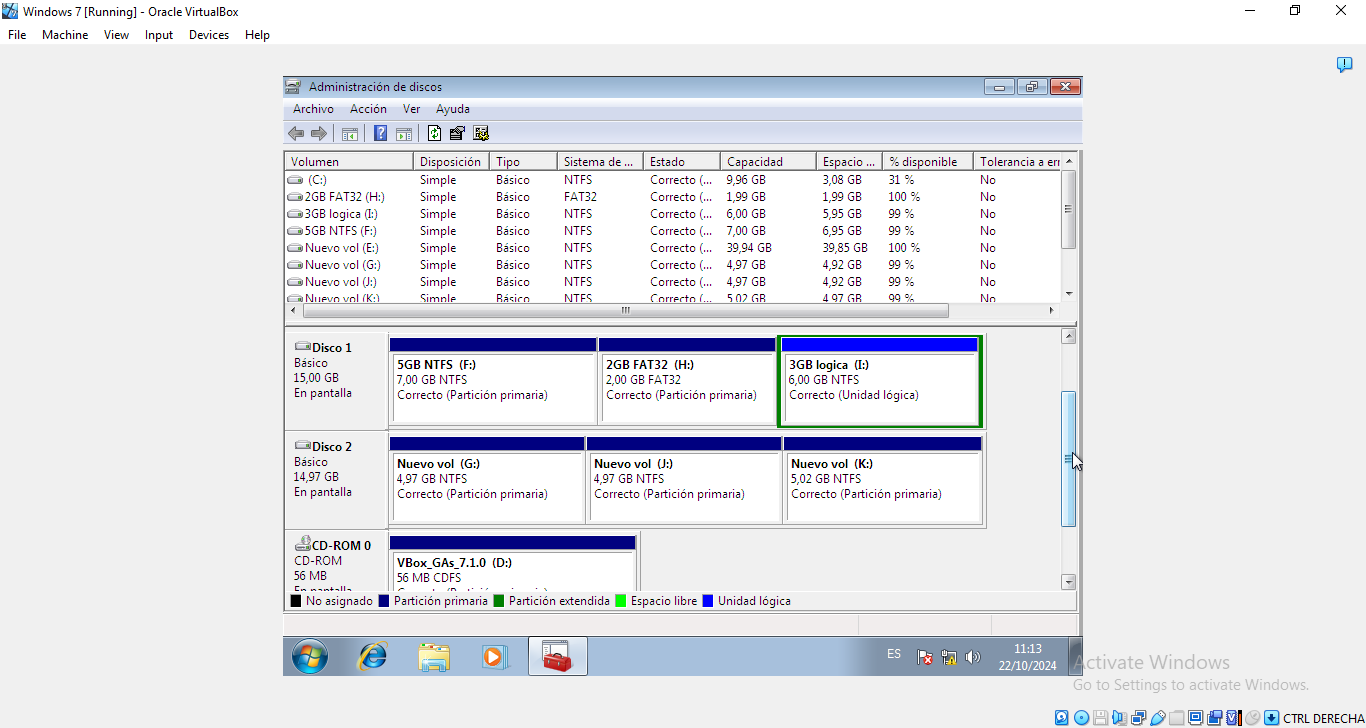 Windows 7 [Running] - Oracle VirtualBox
File Machine View Input Devices Help
Administración de discos
Archivo Acción Ver Ayuda
Volumen Disposición Tipo Sistema de ... Estado Capacidad Espacio ... % disponible Tolerancia a err
(C:) Simple Básico NTFS Correcto (... 9,96 GB 3,08 GB 31 % No
2GB FAT32 (H:) Simple Básico FAT32 Correcto (... 1,99 GB 1,99 GB 100 % No
3GB logica (I:) Simple Básico NTFS Correcto (... 6,00 GB 5,95 GB 99 % No
5GB NTFS (F:) Simple Básico NTFS Correcto (... 7,00 GB 6,95 GB 99 % No
Nuevo vol (E:) Simple Básico NTFS Correcto (... 39,94 GB 39,85 GB 100 % No
Nuevo vol (G:) Simple Básico NTFS Correcto (... 4,97 GB 4,92 GB 99 % No
Nuevo vol (J:) Simple Básico NTFS Correcto (... 4,97 GB 4,92 GB 99 % No
Nuevo vol (K:) Simple Básico NTFS Correcto (... 5,02 GB 4,97 GB 99 % No
Disco 1
Básico
15,00 GB
En pantalla
5GB NTFS (F:)
7,00 GB NTFS
Correcto (Partición primaria)
2GB FAT32 (H:)
2,00 GB FAT32
Correcto (Partición primaria)
3GB logica (I:)
6,00 GB NTFS
Correcto (Unidad lógica)
Disco 2
Básico
14,97 GB
En pantalla
Nuevo vol (G:)
4,97 GB NTFS
Correcto (Partición primaria)
Nuevo vol (J:)
4,97 GB NTFS
Correcto (Partición primaria)
Nuevo vol (K:)
5,02 GB NTFS
Correcto (Partición primaria)
CD-ROM 0
CD-ROM
56 MB
En pantalla
VBox_GAs_7.1.0 (D:)
56 MB CDFS
No asignado Partición primaria Partición extendida Espacio libre Unidad lógica
ES
11:13
22/10/2024
Activate Windows
Go to Settings to activate Windows.
CTRL DERECHA